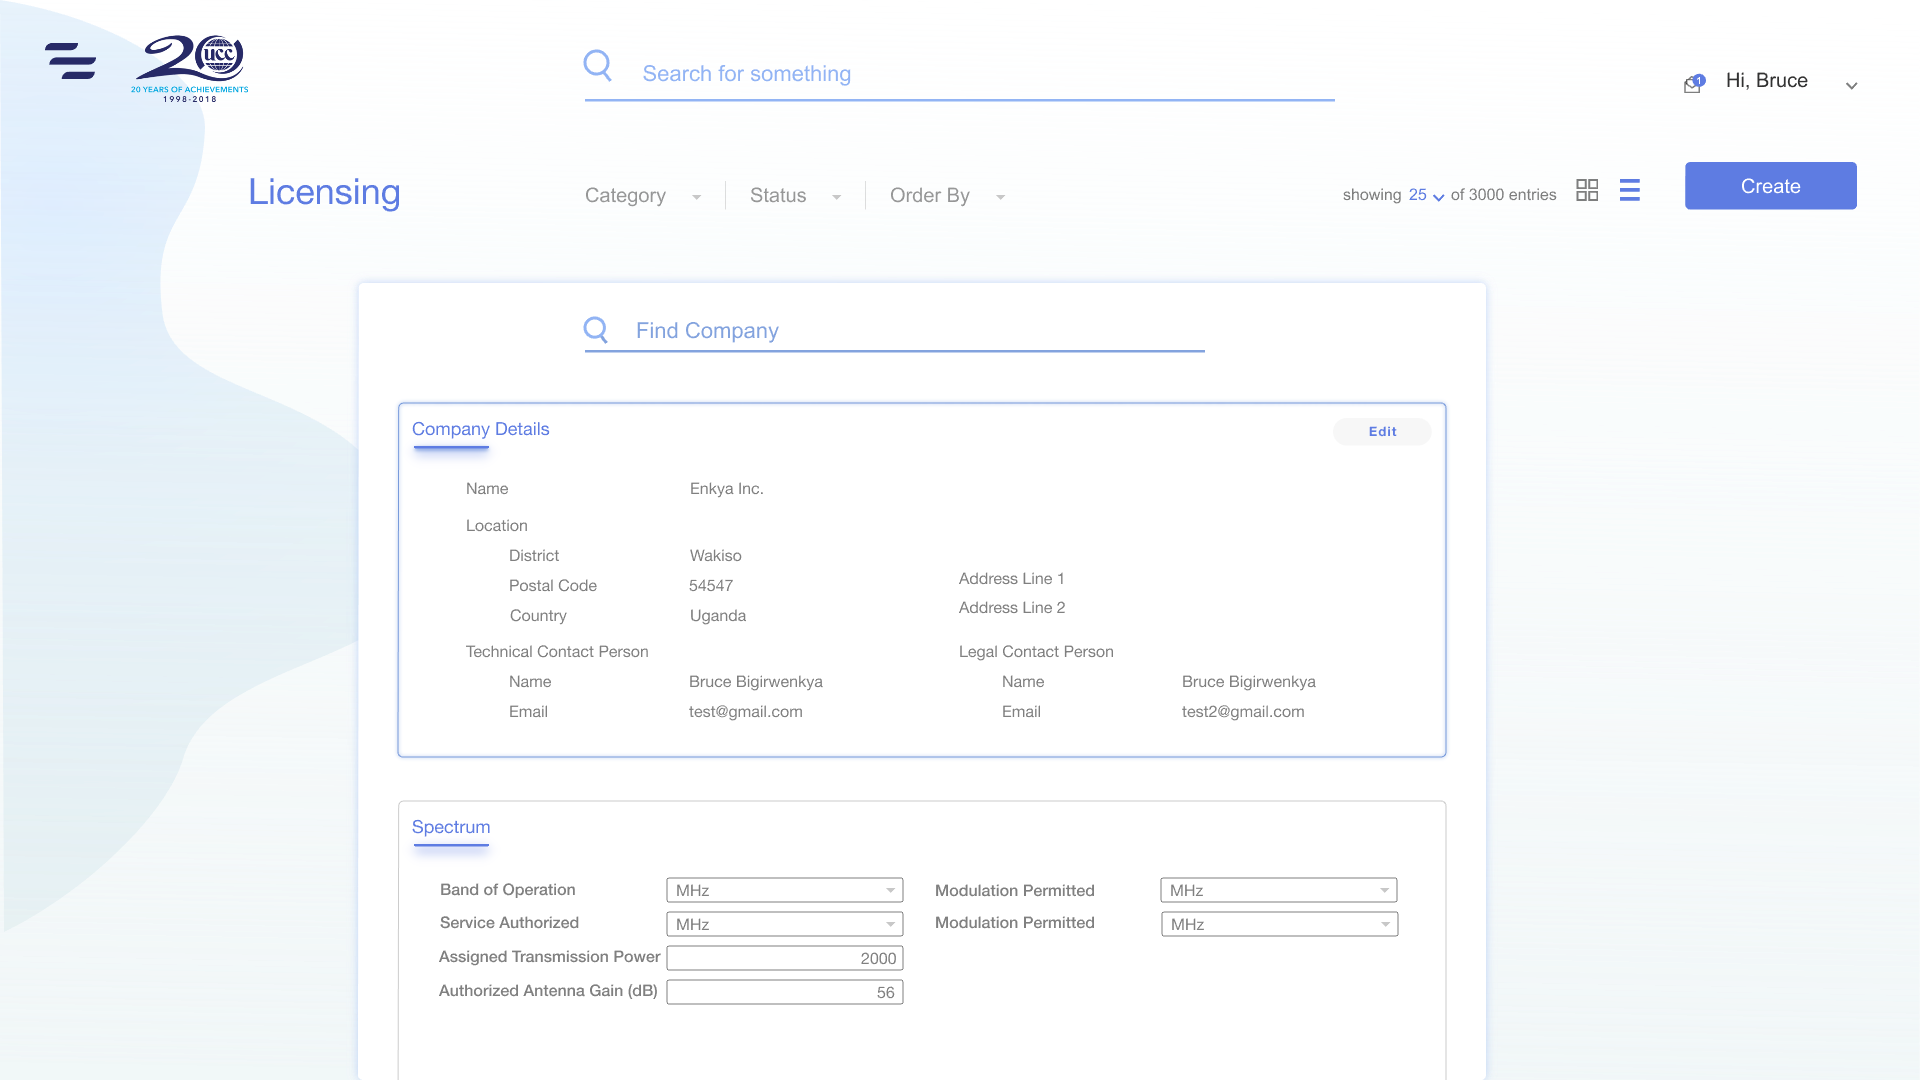 20 ucc
20 YEARS OF ACHIEVEMENTS
1998-2018
Search for something
1
Hi, Bruce
Licensing
Category
Status
Order By
showing 25 of 3000 entries
Create
Find Company
Company Details
Edit
Name Enkya Inc.
Location
District Wakiso
Postal Code 54547
Address Line 1
Country Uganda
Address Line 2
Technical Contact Person
Legal Contact Person
Name Bruce Bigirwenkya
Name Bruce Bigirwenkya
Email test@gmail.com
Email test2@gmail.com
Spectrum
Band of Operation MHz
Modulation Permitted MHz
Service Authorized MHz
Modulation Permitted MHz
Assigned Transmission Power 2000
Authorized Antenna Gain (dB) 56